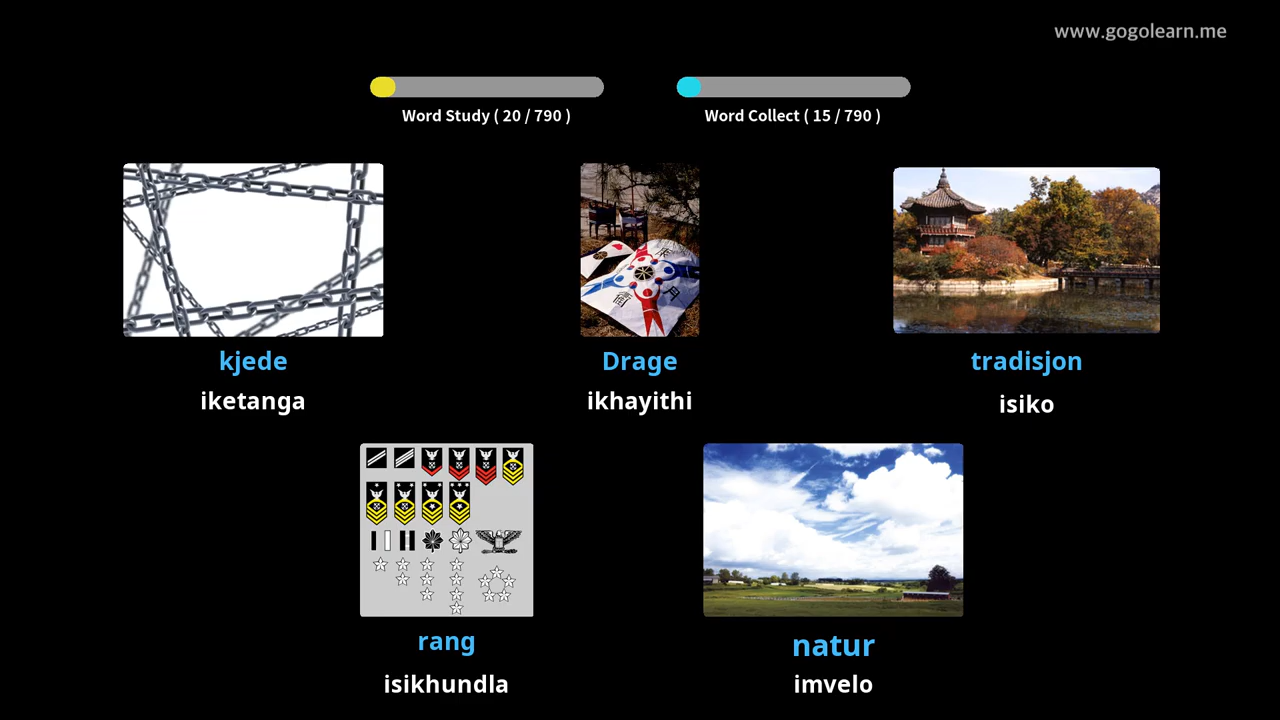 www.gogolearn.me
Word Study ( 20 / 790 )
Word Collect ( 15 / 790 )
kjede
Drage
tradisjon
iketanga
ikhayithi
isiko
rang
natur
isikhundla
imvelo